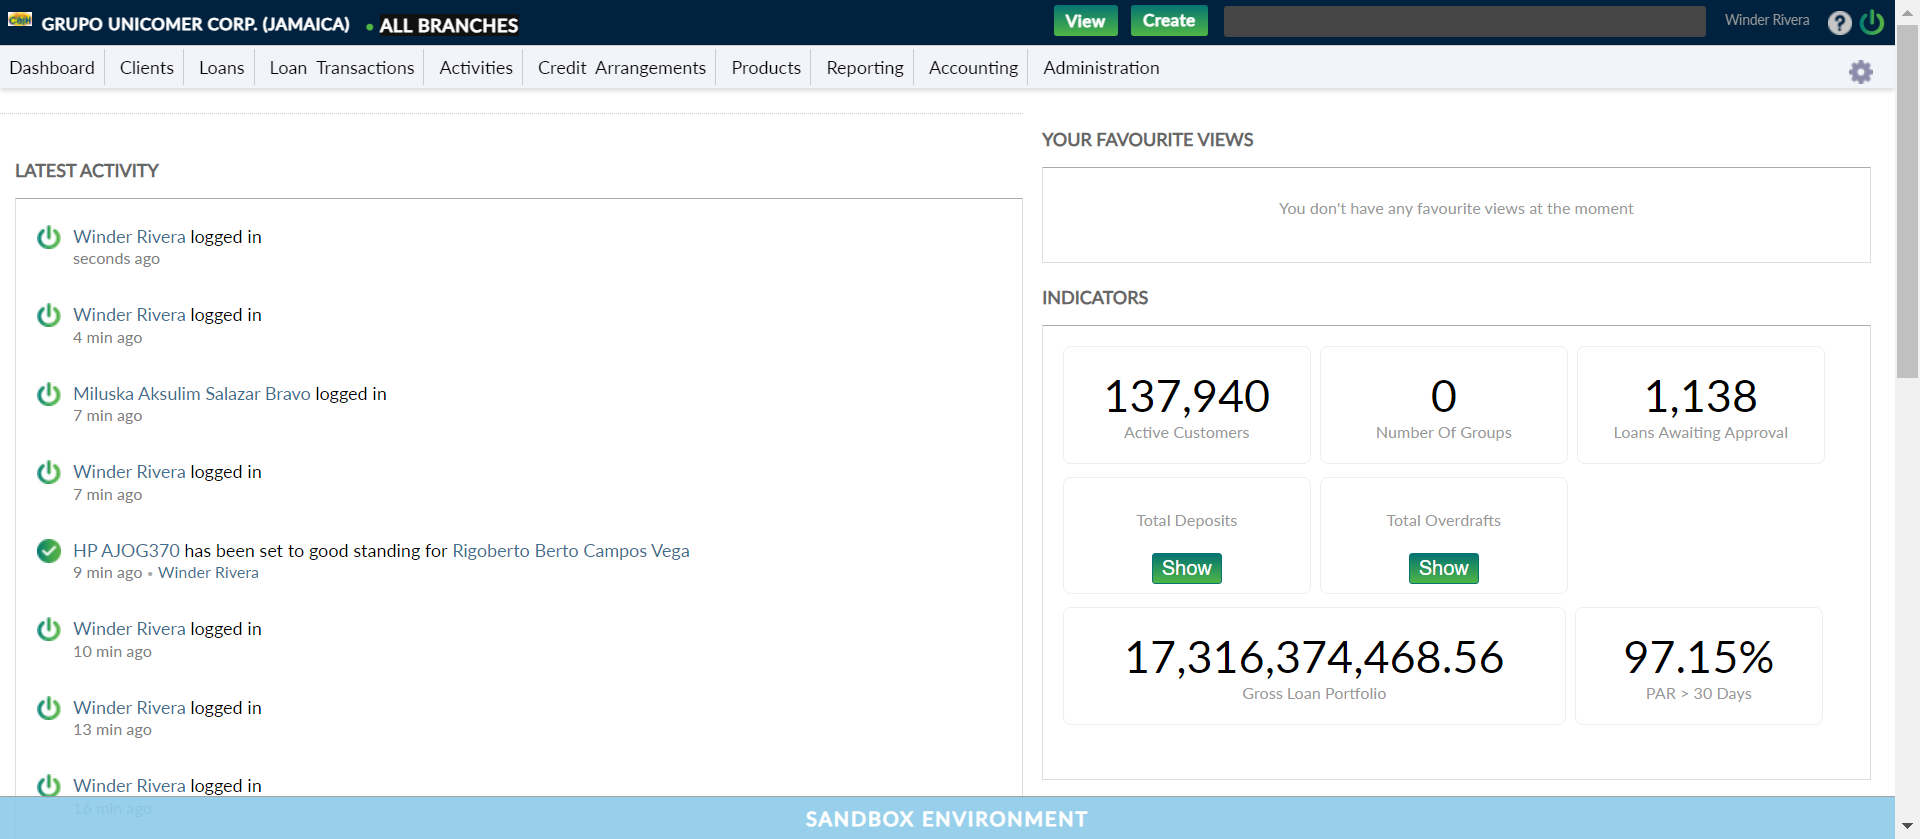 CASH GRUPO UNICOMER CORP. (JAMAICA) • ALL BRANCHES View Create Winder Rivera ?
Dashboard Clients Loans Loan Transactions Activities Credit Arrangements Products Reporting Accounting Administration
LATEST ACTIVITY
Winder Rivera logged in
seconds ago
Winder Rivera logged in
4 min ago
Miluska Aksulim Salazar Bravo logged in
7 min ago
Winder Rivera logged in
7 min ago
HP AJOG370 has been set to good standing for Rigoberto Berto Campos Vega
9 min ago • Winder Rivera
Winder Rivera logged in
10 min ago
Winder Rivera logged in
13 min ago
Winder Rivera logged in
16 min ago
YOUR FAVOURITE VIEWS
You don't have any favourite views at the moment
INDICATORS
137,940
Active Customers
0
Number Of Groups
1,138
Loans Awaiting Approval
Total Deposits
Show
Total Overdrafts
Show
17,316,374,468.56
Gross Loan Portfolio
97.15%
PAR > 30 Days
SANDBOX ENVIRONMENT